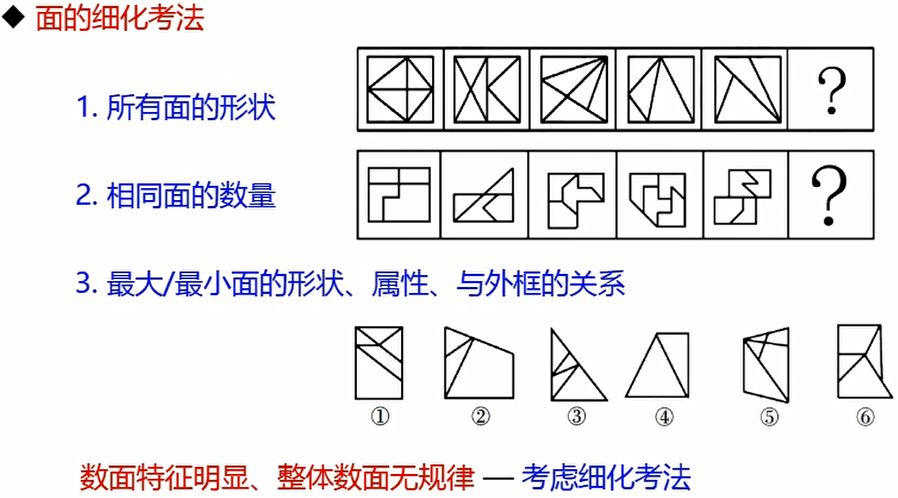 ◆ 面的细化考法
1. 所有面的形状
?
2. 相同面的数量
?
3. 最大/最小面的形状、属性、与外框的关系
① ② ③ ④ ⑤ ⑥
数面特征明显、整体数面无规律 — 考虑细化考法